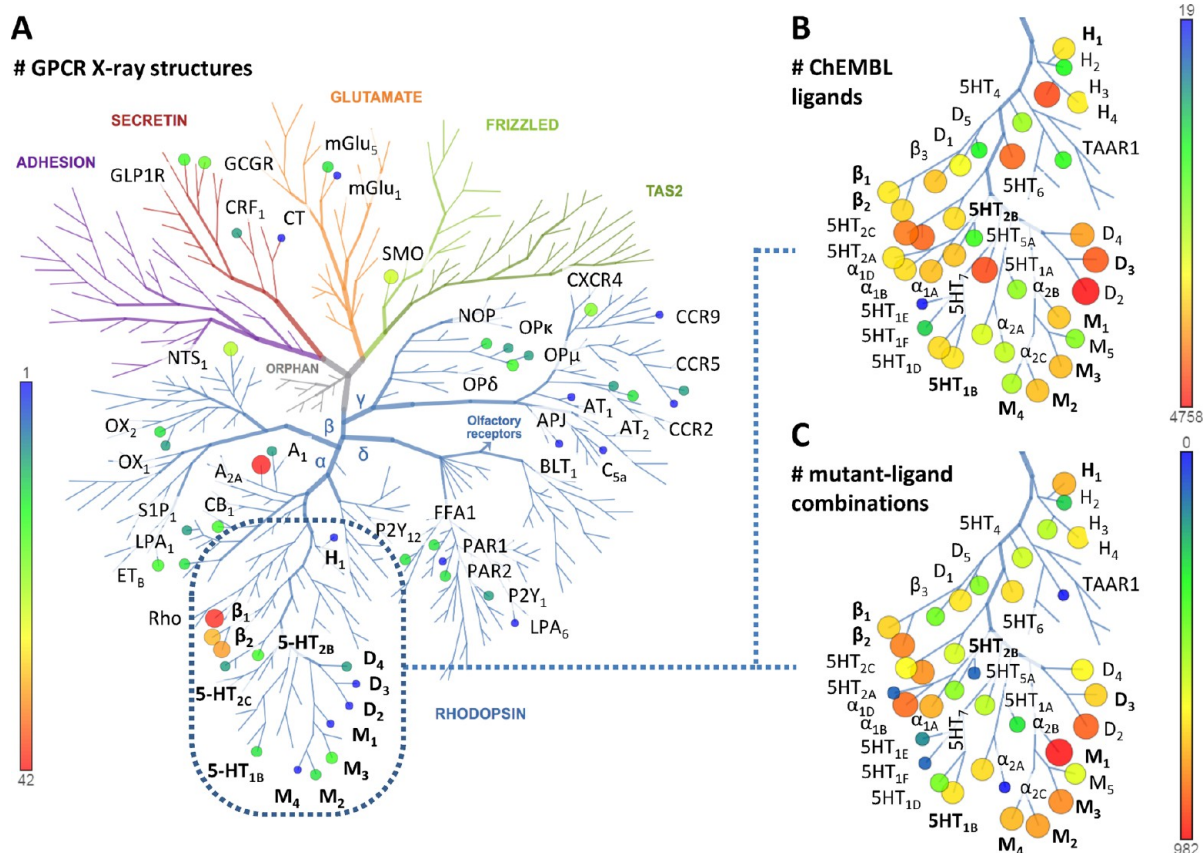 A
# GPCR X-ray structures
GLUTAMATE
SECRETIN
FRIZZLED
ADHESION
GLP1R
GCGR
mGlu5
mGlu1
CRF1
CT
TAS2
SMO
CXCR4
NOP
OPκ
CCR9
NTS1
ORPHAN
OPμ
CCR5
OPδ
γ
β
α
δ
Olfactory
receptors
APJ
AT1
AT2
CCR2
BLT1
C5a
OX2
OX1
A1
A2A
S1P1
CB1
LPA1
ETB
FFA1
P2Y12
PAR1
PAR2
P2Y1
LPA6
H1
Rho
β1
β2
5-HT2B
D4
D3
D2
5-HT2C
M1
5-HT1B
M3
M4
M2
RHODOPSIN
1
42
B
# ChEMBL
ligands
19
4758
H1
H2
H3
H4
5HT4
D5
D1
β3
TAAR1
5HT6
β1
β2
5HT2B
5HT2C
5HT5A
D4
5HT2A
5HT1A
D3
α1D
α1B
α1A
5HT7
α2B
D2
5HT1E
M1
5HT1F
α2A
M5
5HT1D
α2C
M3
5HT1B
M4
M2
C
# mutant-ligand
combinations
0
982
H1
H2
H3
H4
5HT4
D5
D1
β3
TAAR1
5HT6
β1
β2
5HT2B
5HT2C
5HT5A
D4
5HT2A
5HT1A
D3
α1D
α1B
α1A
5HT7
α2B
D2
5HT1E
M1
5HT1F
α2A
M5
5HT1D
α2C
M3
5HT1B
M4
M2